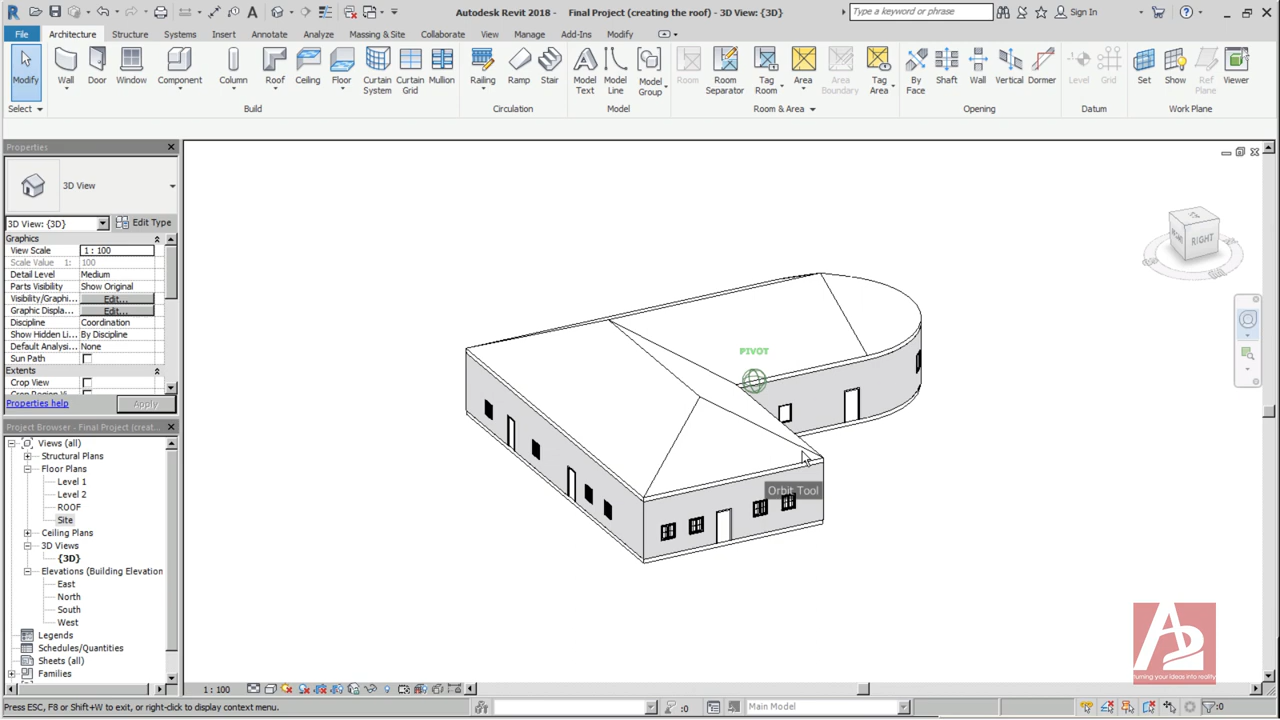 Autodesk Revit 2018 - Final Project (creating the roof) - 3D View: {3D}
Type a keyword or phrase
Sign In
File Architecture Structure Systems Insert Annotate Analyze Massing & Site Collaborate View Manage Add-Ins Modify
Modify
Wall
Door
Window
Component
Column
Roof
Ceiling
Floor
Curtain System
Curtain Grid
Mullion
Railing
Ramp
Stair
Model Text
Model Line
Model Group
Room
Room Separator
Tag Room
Area
Area Boundary
Tag Area
By Face
Shaft
Wall
Vertical
Dormer
Level
Grid
Set
Show
Ref Plane
Viewer
Select Build Circulation Model Room & Area Opening Datum Work Plane
Properties
3D View
3D View: {3D} Edit Type
Graphics
View Scale 1 : 100
Scale Value 1: 100
Detail Level Medium
Parts Visibility Show Original
Visibility/Graphi... Edit...
Graphic Displa... Edit...
Discipline Coordination
Show Hidden Li... By Discipline
Default Analysi... None
Sun Path
Extents
Crop View
Properties help Apply
Project Browser - Final Project (creat...
Views (all)
Structural Plans
Floor Plans
Level 1
Level 2
ROOF
Site
Ceiling Plans
3D Views
{3D}
Elevations (Building Elevation
East
North
South
West
Legends
Schedules/Quantities
Sheets (all)
Families
PIVOT
Orbit Tool
RIGHT
turning your ideas into reality
1 : 100
Press ESC, F8 or Shift+W to exit, or right-click to display context menu.
:0
Main Model
:0